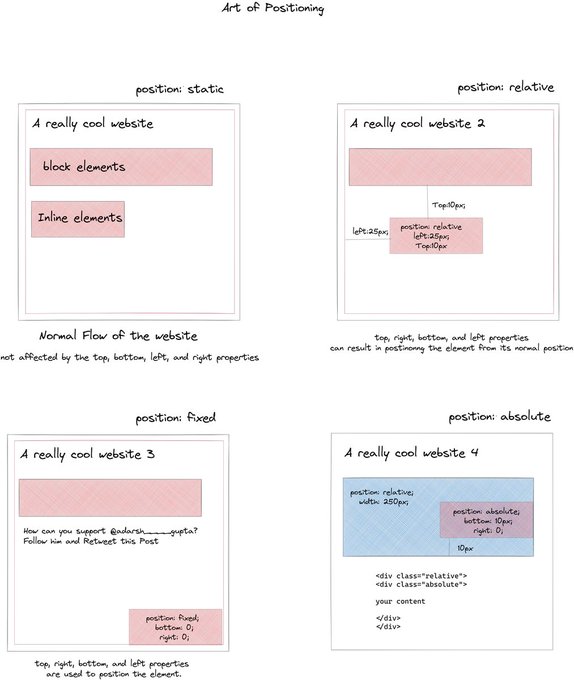 Art of Positioning
position: static
A really cool website
block elements
Inline elements
Normal Flow of the website
not affected by the top, bottom, left, and right properties
position: relative
A really cool website 2
Top:10px;
left:25px;
position: relative
left:25px;
Top:10px
top, right, bottom, and left properties
can result in postinonng the element from its normal position
position: fixed
A really cool website 3
How can you support @adarsh____gupta?
Follow him and Retweet this Post
position: fixed;
bottom: 0;
right: 0;
top, right, bottom, and left properties
are used to position the element.
position: absolute
A really cool website 4
position: relative;
width: 250px;
position: absolute;
bottom: 10px;
right: 0;
10px
<div class="relative">
<div class="absolute">
your content
</div>
</div>